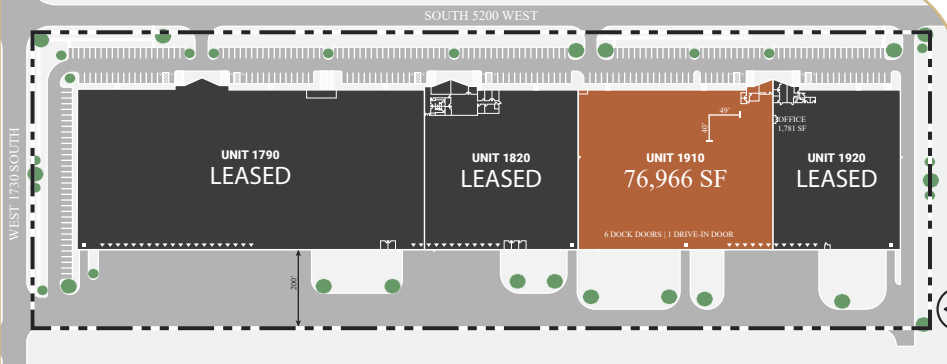 SOUTH 5200 WEST
WEST 1730 SOUTH
UNIT 1790
LEASED
UNIT 1820
LEASED
UNIT 1910
76,966 SF
49'
40'
OFFICE
1,781 SF
UNIT 1920
LEASED
6 DOCK DOORS | 1 DRIVE-IN DOOR
200'